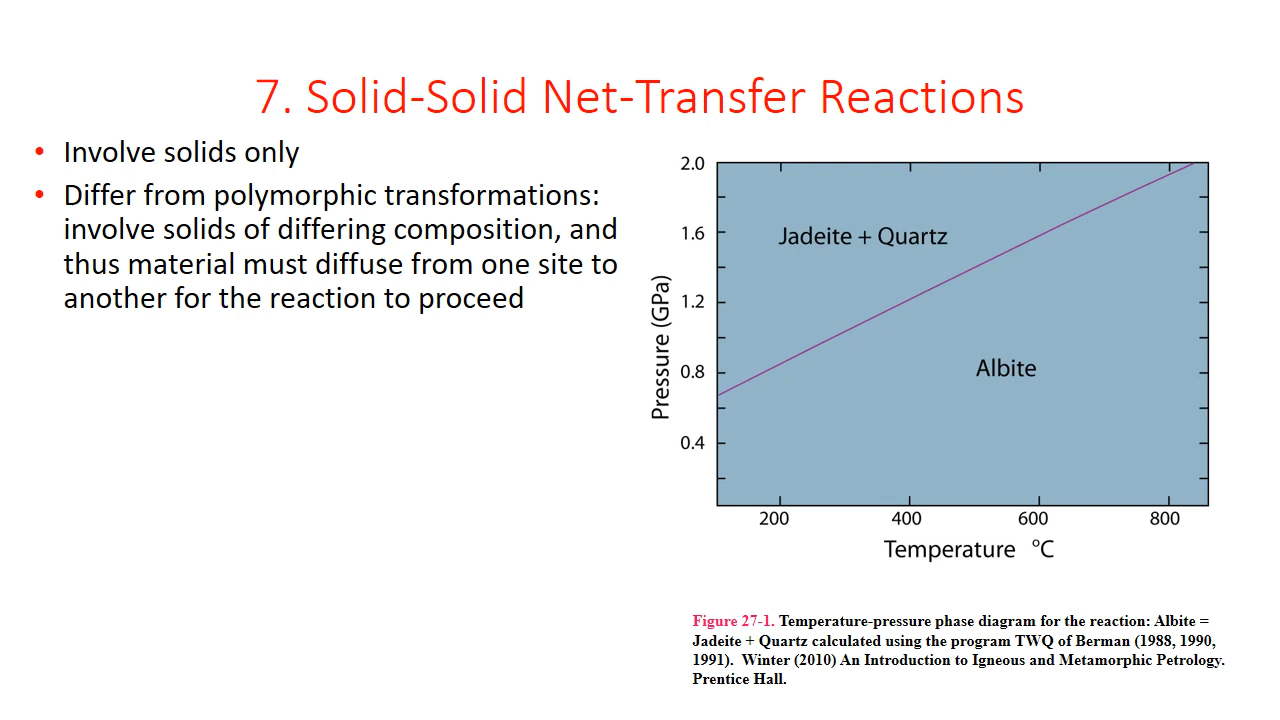 7. Solid-Solid Net-Transfer Reactions
• Involve solids only
• Differ from polymorphic transformations:
involve solids of differing composition, and
thus material must diffuse from one site to
another for the reaction to proceed
2.0
1.6
1.2
0.8
0.4
Pressure (GPa)
Jadeite + Quartz
Albite
200 400 600 800
Temperature °C
Figure 27-1. Temperature-pressure phase diagram for the reaction: Albite =
Jadeite + Quartz calculated using the program TWQ of Berman (1988, 1990,
1991). Winter (2010) An Introduction to Igneous and Metamorphic Petrology.
Prentice Hall.